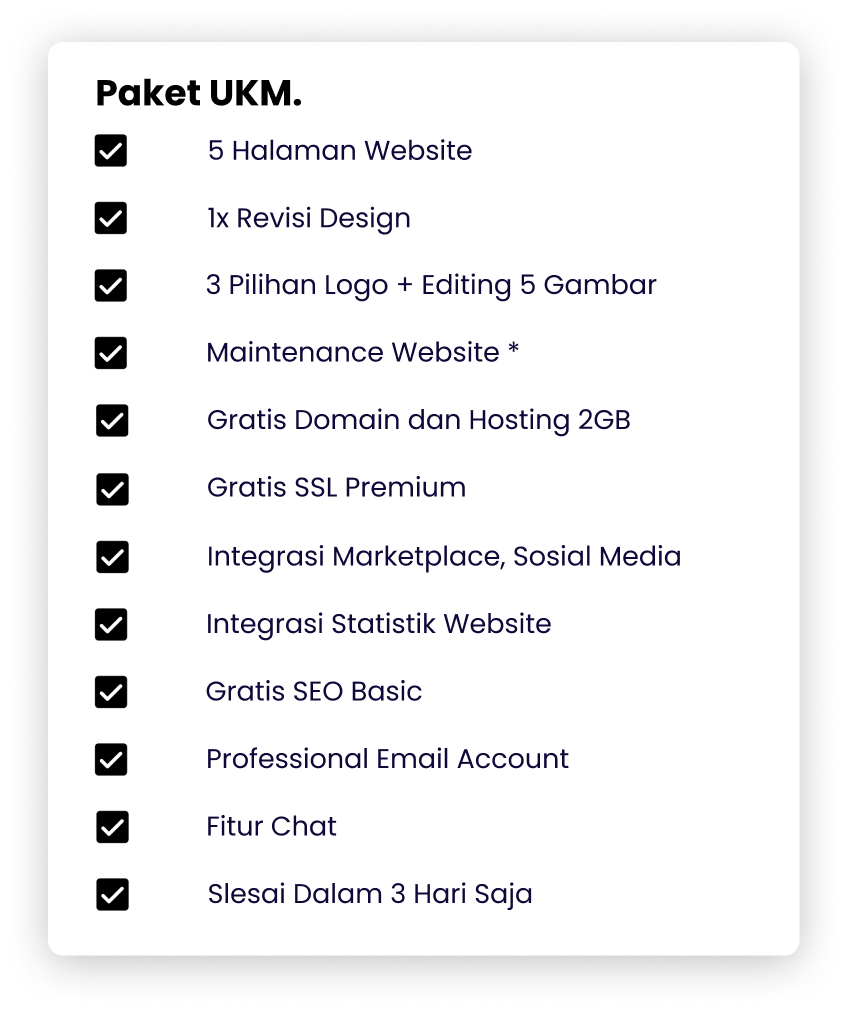 Paket UKM.
5 Halaman Website
1x Revisi Design
3 Pilihan Logo + Editing 5 Gambar
Maintenance Website *
Gratis Domain dan Hosting 2GB
Gratis SSL Premium
Integrasi Marketplace, Sosial Media
Integrasi Statistik Website
Gratis SEO Basic
Professional Email Account
Fitur Chat
Slesai Dalam 3 Hari Saja